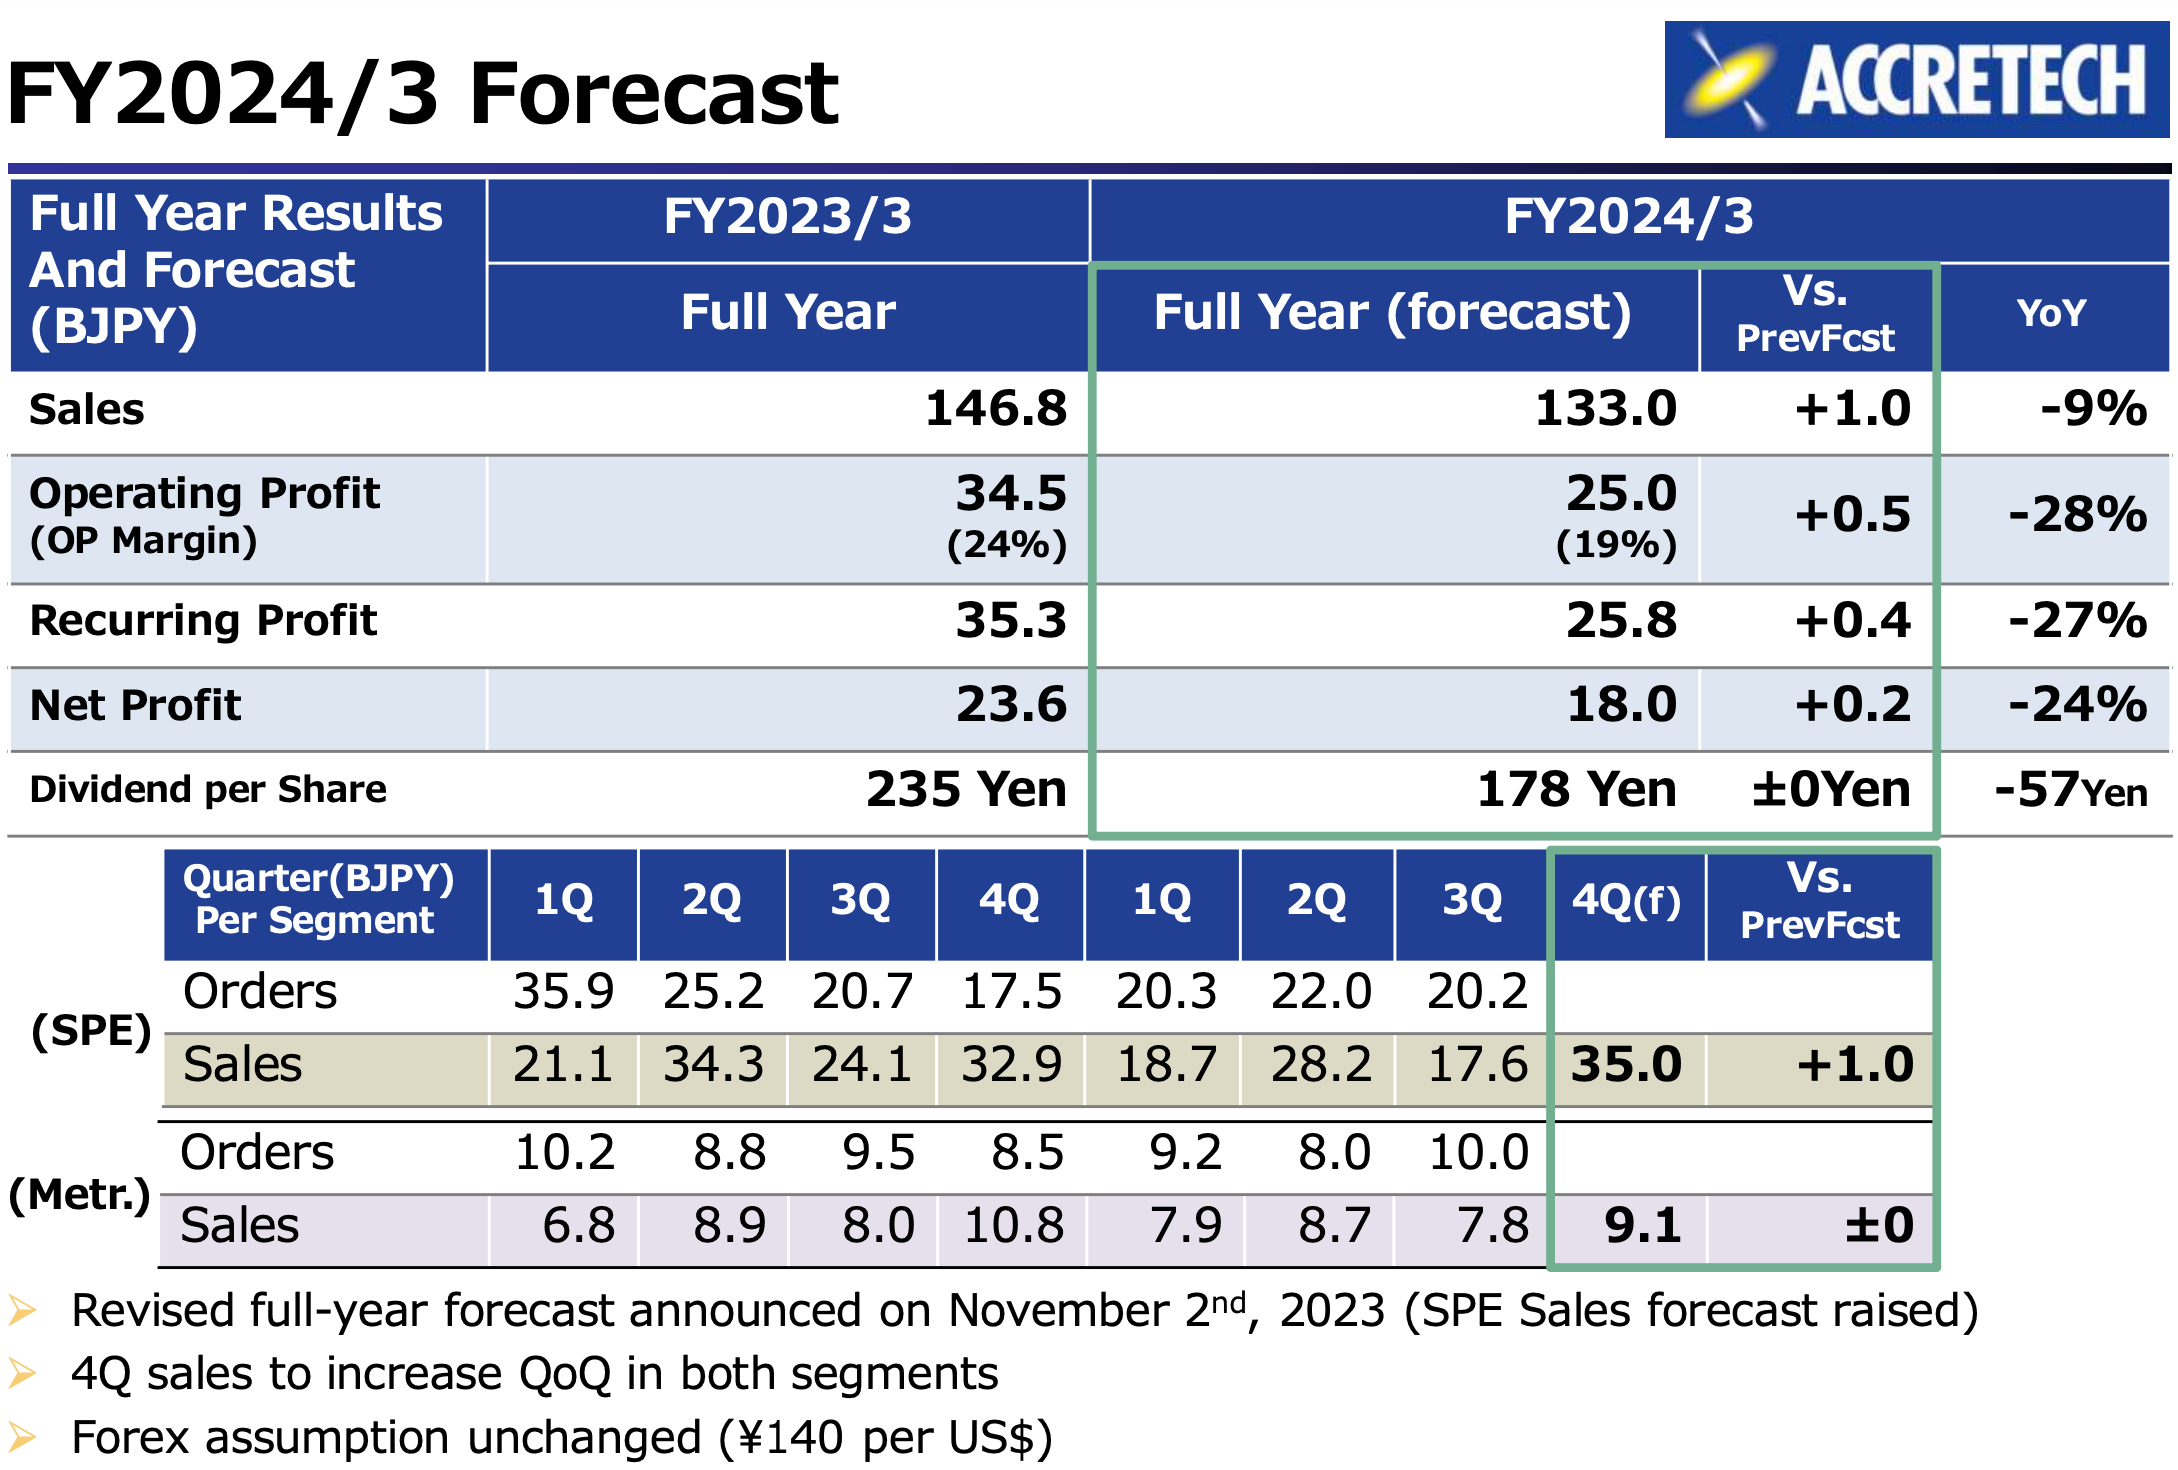 FY2024/3 Forecast
ACCRETECH
Full Year Results And Forecast (BJPY) FY2023/3 FY2024/3
Full Year Full Year (forecast) Vs. PrevFcst YoY
Sales 146.8 133.0 +1.0 -9%
Operating Profit 34.5 25.0 +0.5 -28%
(OP Margin) (24%) (19%)
Recurring Profit 35.3 25.8 +0.4 -27%
Net Profit 23.6 18.0 +0.2 -24%
Dividend per Share 235 Yen 178 Yen ±0Yen -57Yen
Quarter(BJPY) Per Segment 1Q 2Q 3Q 4Q 1Q 2Q 3Q 4Q(f) Vs. PrevFcst
(SPE)
Orders 35.9 25.2 20.7 17.5 20.3 22.0 20.2
Sales 21.1 34.3 24.1 32.9 18.7 28.2 17.6 35.0 +1.0
(Metr.)
Orders 10.2 8.8 9.5 8.5 9.2 8.0 10.0
Sales 6.8 8.9 8.0 10.8 7.9 8.7 7.8 9.1 ±0
➢ Revised full-year forecast announced on November 2nd, 2023 (SPE Sales forecast raised)
➢ 4Q sales to increase QoQ in both segments
➢ Forex assumption unchanged (¥140 per US$)